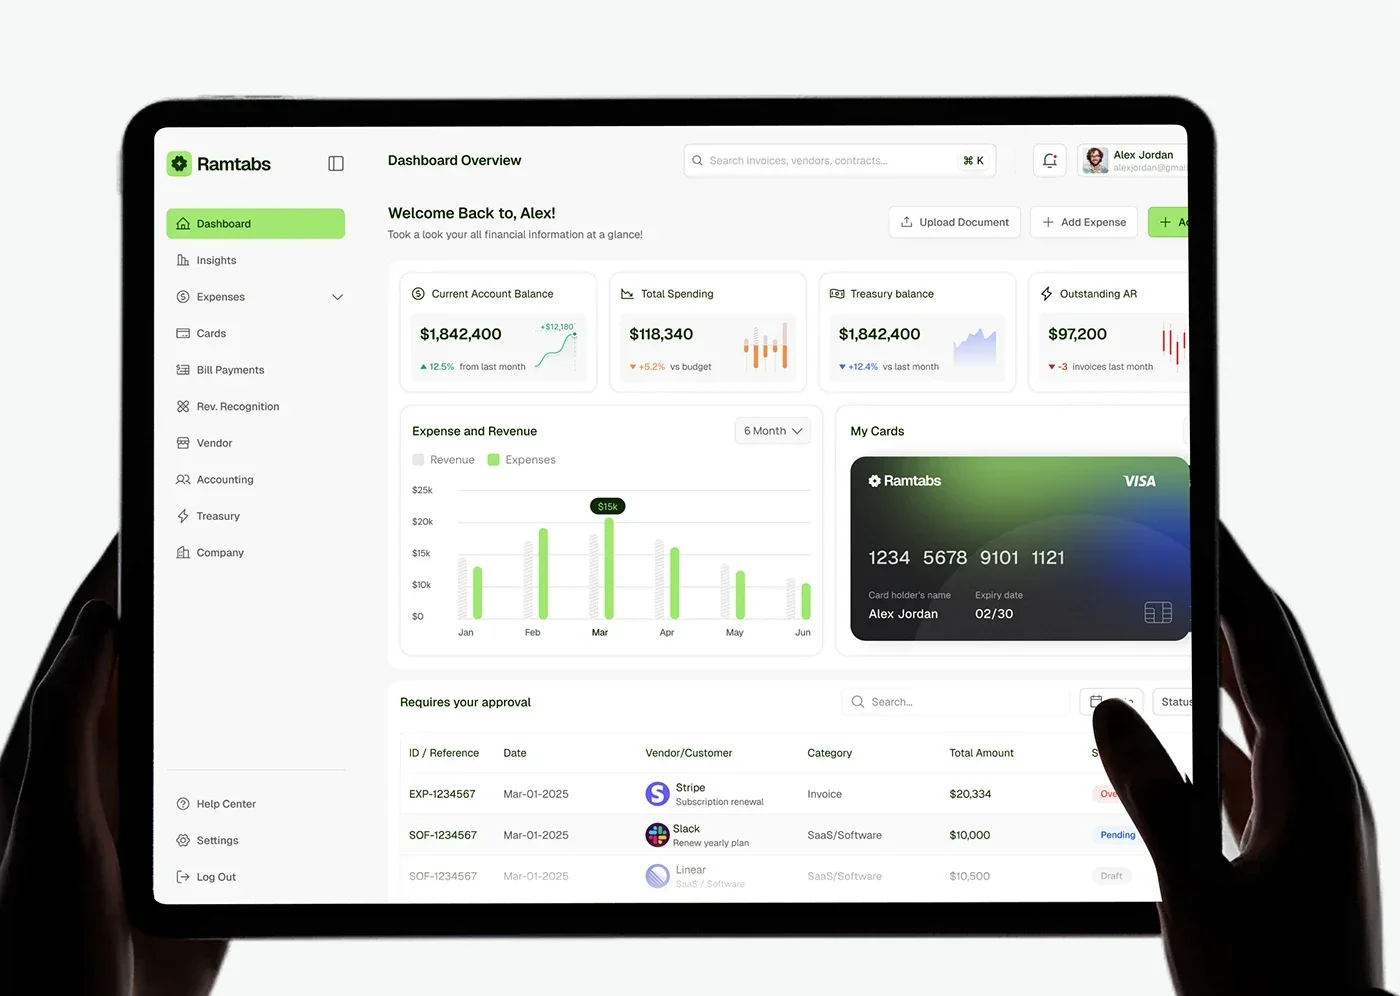 Ramtabs
Dashboard Overview
Search invoices, vendors, contracts...
⌘ K
Alex Jordan
alexjordan@gmai
Dashboard
Insights
Expenses
Cards
Bill Payments
Rev. Recognition
Vendor
Accounting
Treasury
Company
Help Center
Settings
Log Out
Welcome Back to, Alex!
Took a look your all financial information at a glance!
Upload Document
+ Add Expense
Current Account Balance
$1,842,400
+$12,180
12.5% from last month
Total Spending
$118,340
+5.2% vs budget
Treasury balance
$1,842,400
+12.4% vs last month
Outstanding AR
$97,200
-3 invoices last month
Expense and Revenue
6 Month
Revenue Expenses
$25k
$20k
$15k
$10k
$0
$15k
Jan Feb Mar Apr May Jun
My Cards
Ramtabs
VISA
1234 5678 9101 1121
Card holder's name Expiry date
Alex Jordan 02/30
Requires your approval
Search...
Status
ID / Reference Date Vendor/Customer Category Total Amount
EXP-1234567 Mar-01-2025 Stripe Invoice $20,334
Subscription renewal
SOF-1234567 Mar-01-2025 Slack SaaS/Software $10,000 Pending
Renew yearly plan
SOF-1234567 Mar-01-2025 Linear SaaS/Software $10,500 Draft
SaaS / Software